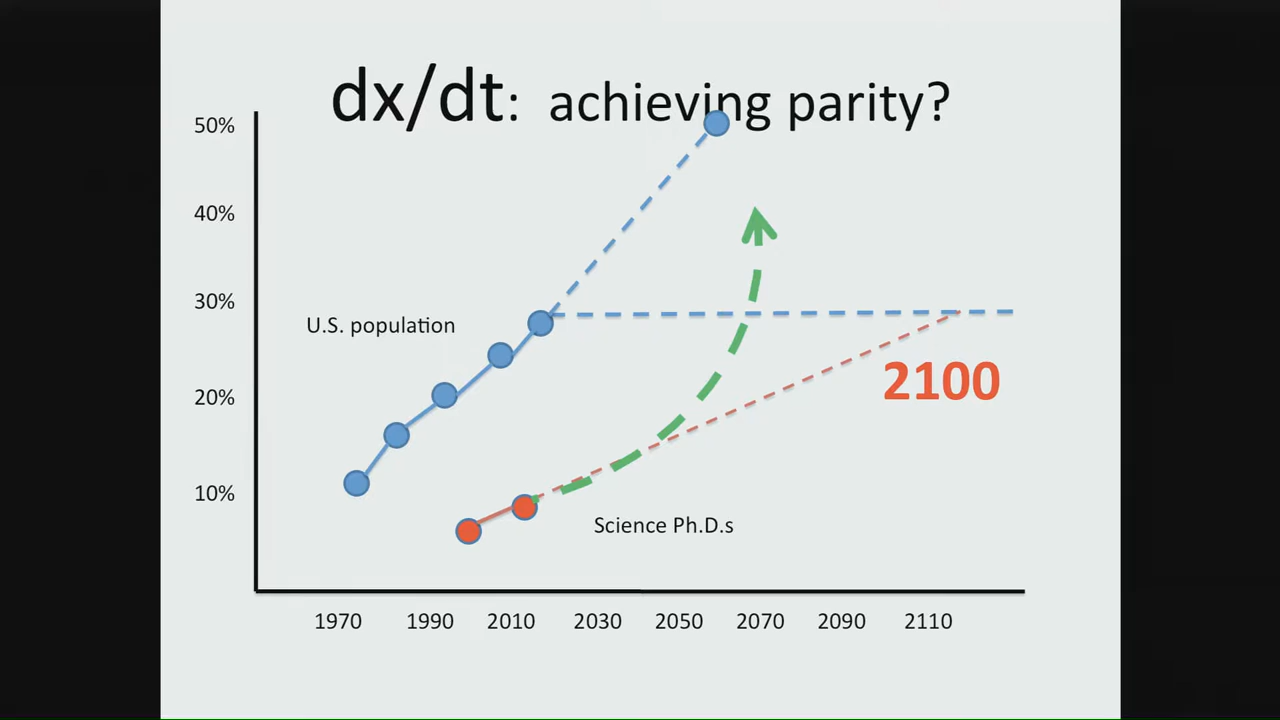 dx/dt: achieving parity?
50%
40%
30%
U.S. population
20%
2100
10%
Science Ph.D.s
1970 1990 2010 2030 2050 2070 2090 2110